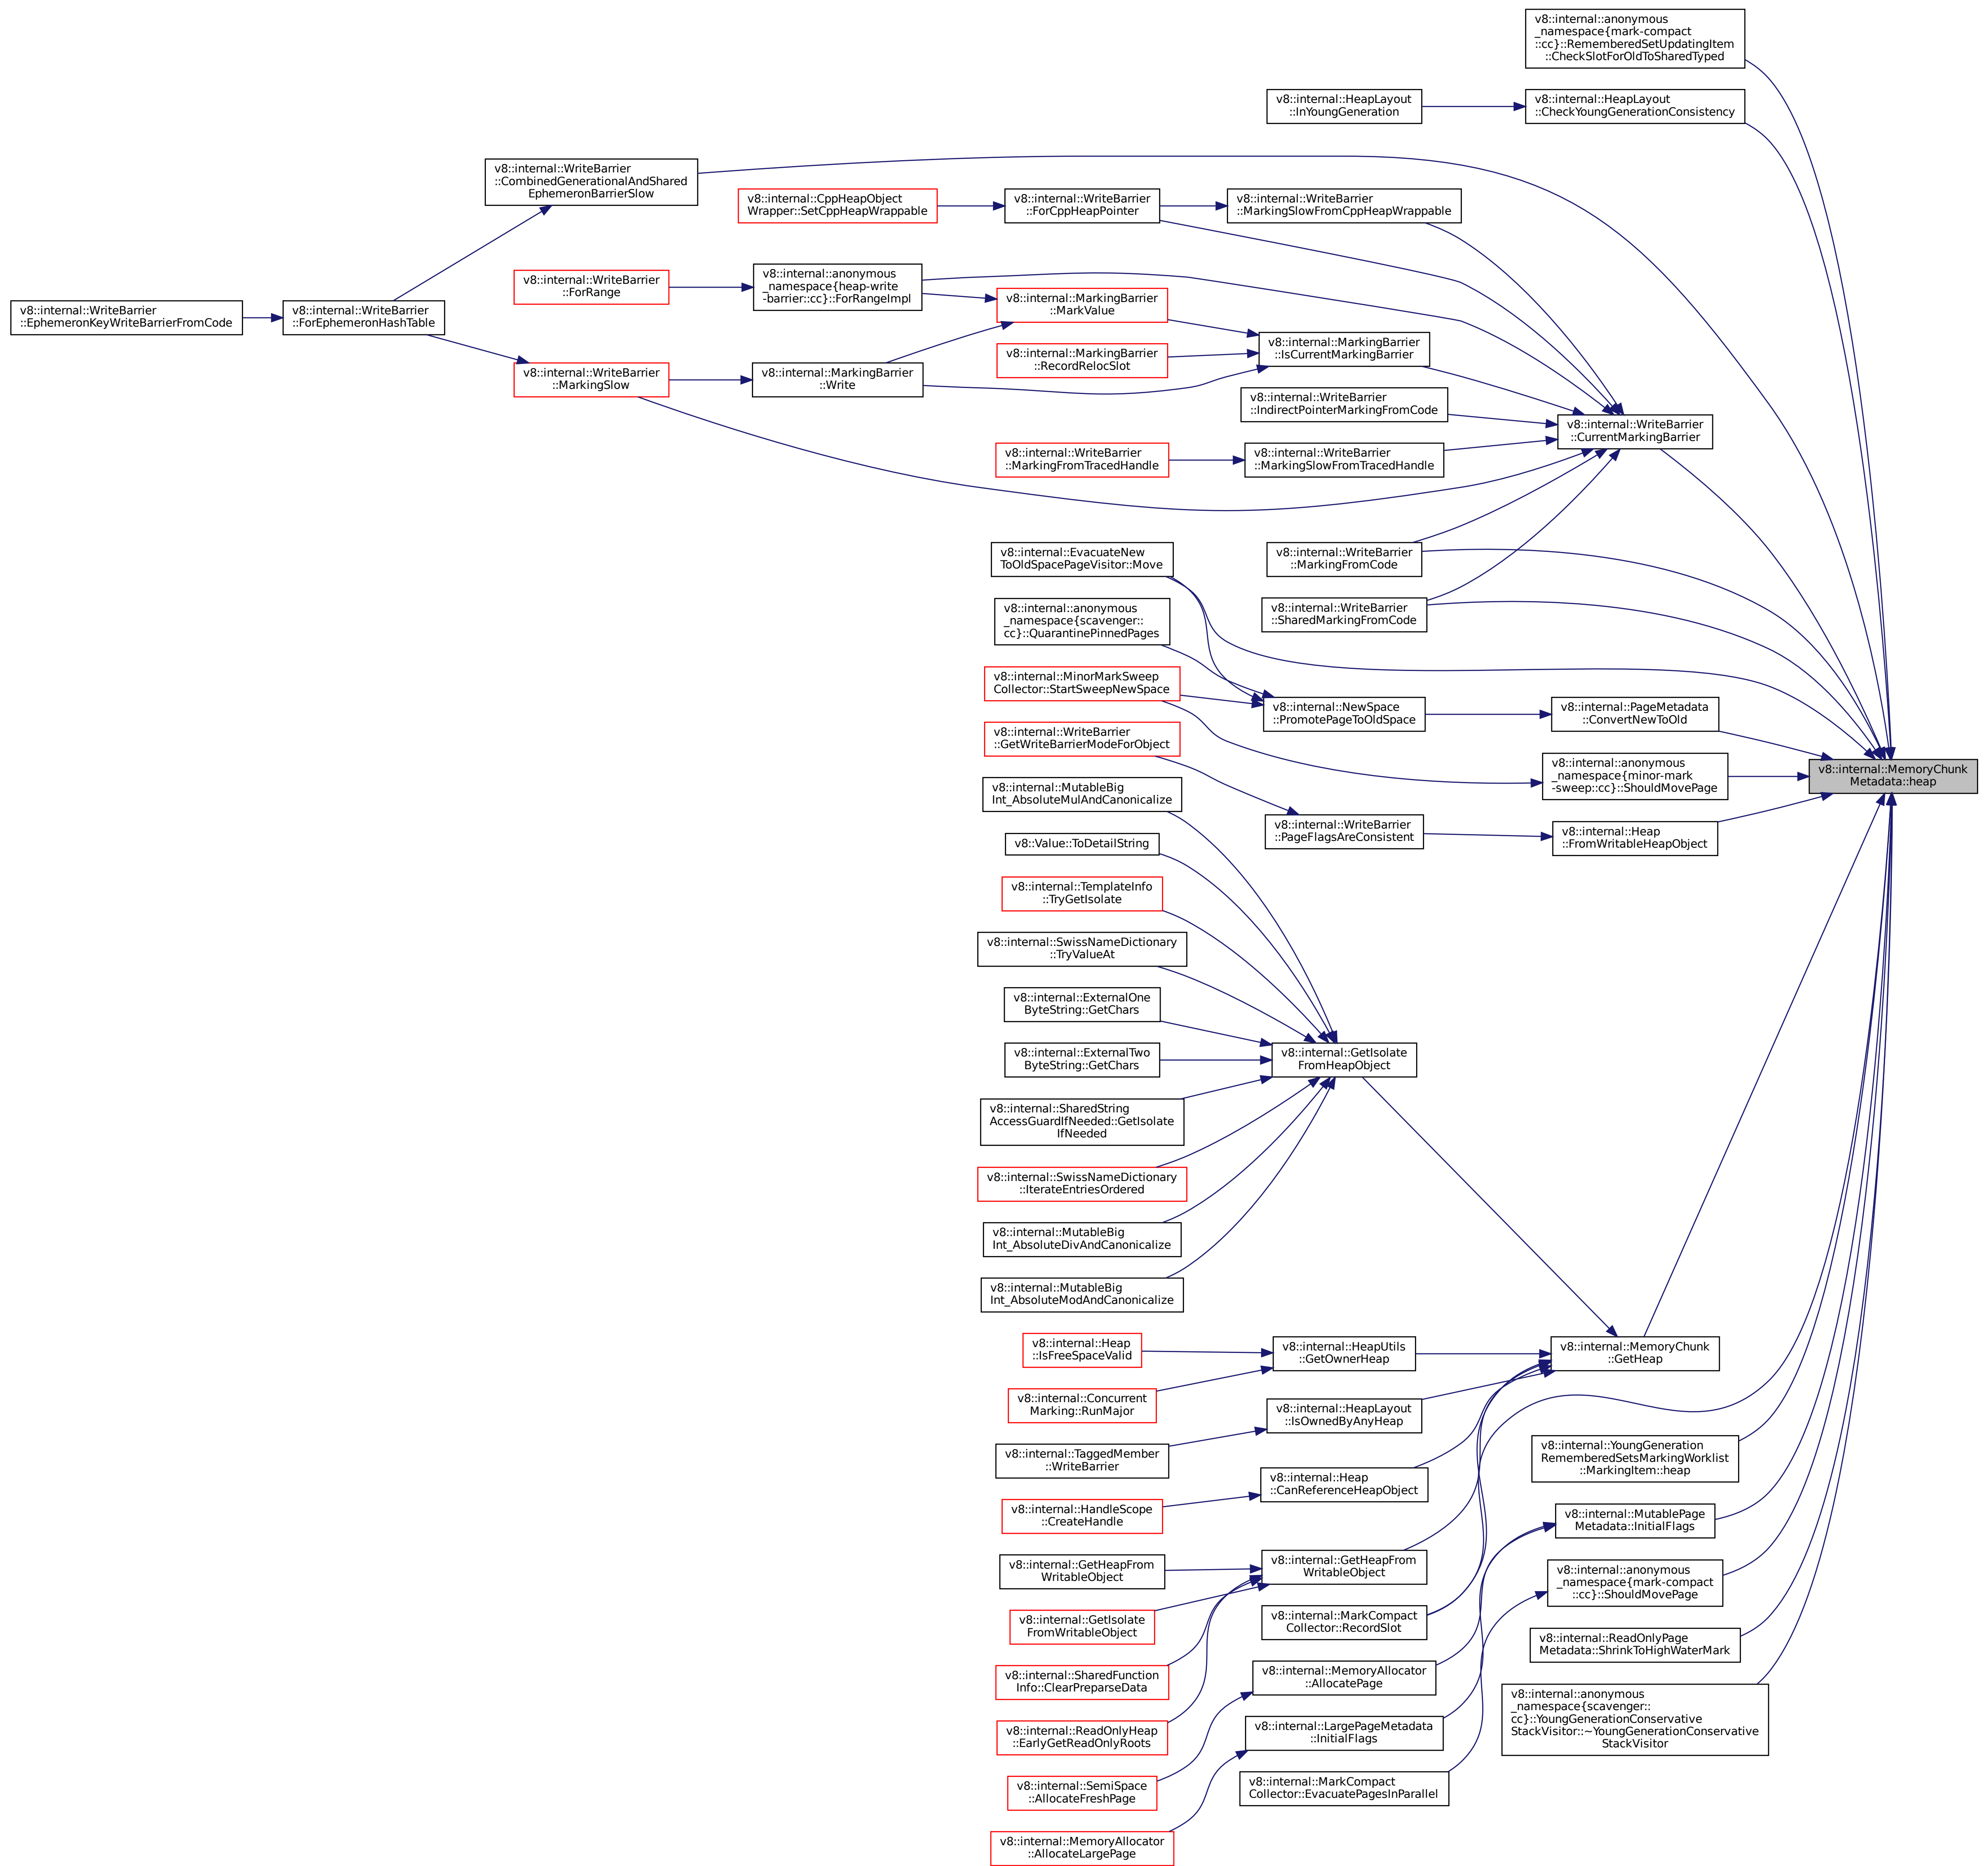 v8::internal::anonymous
_namespace{mark-compact
::cc}::RememberedSetUpdatingItem
::CheckSlotForOldToSharedTyped
v8::internal::HeapLayout
::InYoungGeneration
v8::internal::HeapLayout
::CheckYoungGenerationConsistency
v8::internal::WriteBarrier
::CombinedGenerationalAndShared
EphemeronBarrierSlow
v8::internal::CppHeapObject
Wrapper::SetCppHeapWrappable
v8::internal::WriteBarrier
::ForCppHeapPointer
v8::internal::WriteBarrier
::MarkingSlowFromCppHeapWrappable
v8::internal::WriteBarrier
::ForRange
v8::internal::anonymous
_namespace{heap-write
-barrier::cc}::ForRangeImpl
v8::internal::MarkingBarrier
::MarkValue
v8::internal::WriteBarrier
::EphemeronKeyWriteBarrierFromCode
v8::internal::WriteBarrier
::ForEphemeronHashTable
v8::internal::MarkingBarrier
::IsCurrentMarkingBarrier
v8::internal::MarkingBarrier
::RecordRelocSlot
v8::internal::WriteBarrier
::MarkingSlow
v8::internal::MarkingBarrier
::Write
v8::internal::WriteBarrier
::IndirectPointerMarkingFromCode
v8::internal::WriteBarrier
::CurrentMarkingBarrier
v8::internal::WriteBarrier
::MarkingFromTracedHandle
v8::internal::WriteBarrier
::MarkingSlowFromTracedHandle
v8::internal::EvacuateNew
ToOldSpacePageVisitor::Move
v8::internal::WriteBarrier
::MarkingFromCode
v8::internal::anonymous
_namespace{scavenger::
cc}::QuarantinePinnedPages
v8::internal::WriteBarrier
::SharedMarkingFromCode
v8::internal::MinorMarkSweep
Collector::StartSweepNewSpace
v8::internal::NewSpace
::PromotePageToOldSpace
v8::internal::PageMetadata
::ConvertNewToOld
v8::internal::WriteBarrier
::GetWriteBarrierModeForObject
v8::internal::anonymous
_namespace{minor-mark
-sweep::cc}::ShouldMovePage
v8::internal::MemoryChunk
Metadata::heap
v8::internal::MutableBig
Int_AbsoluteMulAndCanonicalize
v8::internal::WriteBarrier
::PageFlagsAreConsistent
v8::internal::Heap
::FromWritableHeapObject
v8::Value::ToDetailString
v8::internal::TemplateInfo
::TryGetIsolate
v8::internal::SwissNameDictionary
::TryValueAt
v8::internal::ExternalOne
ByteString::GetChars
v8::internal::ExternalTwo
ByteString::GetChars
v8::internal::GetIsolate
FromHeapObject
v8::internal::SharedString
AccessGuardIfNeeded::GetIsolate
IfNeeded
v8::internal::SwissNameDictionary
::IterateEntriesOrdered
v8::internal::MutableBig
Int_AbsoluteDivAndCanonicalize
v8::internal::MutableBig
Int_AbsoluteModAndCanonicalize
v8::internal::Heap
::IsFreeSpaceValid
v8::internal::HeapUtils
::GetOwnerHeap
v8::internal::MemoryChunk
::GetHeap
v8::internal::Concurrent
Marking::RunMajor
v8::internal::HeapLayout
::IsOwnedByAnyHeap
v8::internal::TaggedMember
::WriteBarrier
v8::internal::YoungGeneration
RememberedSetsMarkingWorklist
::MarkingItem::heap
v8::internal::Heap
::CanReferenceHeapObject
v8::internal::HandleScope
::CreateHandle
v8::internal::MutablePage
Metadata::InitialFlags
v8::internal::GetHeapFrom
WritableObject
v8::internal::GetHeapFrom
WritableObject
v8::internal::anonymous
_namespace{mark-compact
::cc}::ShouldMovePage
v8::internal::GetIsolate
FromWritableObject
v8::internal::MarkCompact
Collector::RecordSlot
v8::internal::ReadOnlyPage
Metadata::ShrinkToHighWaterMark
v8::internal::SharedFunction
Info::ClearPreparseData
v8::internal::MemoryAllocator
::AllocatePage
v8::internal::anonymous
_namespace{scavenger::
cc}::YoungGenerationConservative
StackVisitor::~YoungGenerationConservative
StackVisitor
v8::internal::ReadOnlyHeap
::EarlyGetReadOnlyRoots
v8::internal::LargePageMetadata
::InitialFlags
v8::internal::SemiSpace
::AllocateFreshPage
v8::internal::MarkCompact
Collector::EvacuatePagesInParallel
v8::internal::MemoryAllocator
::AllocateLargePage